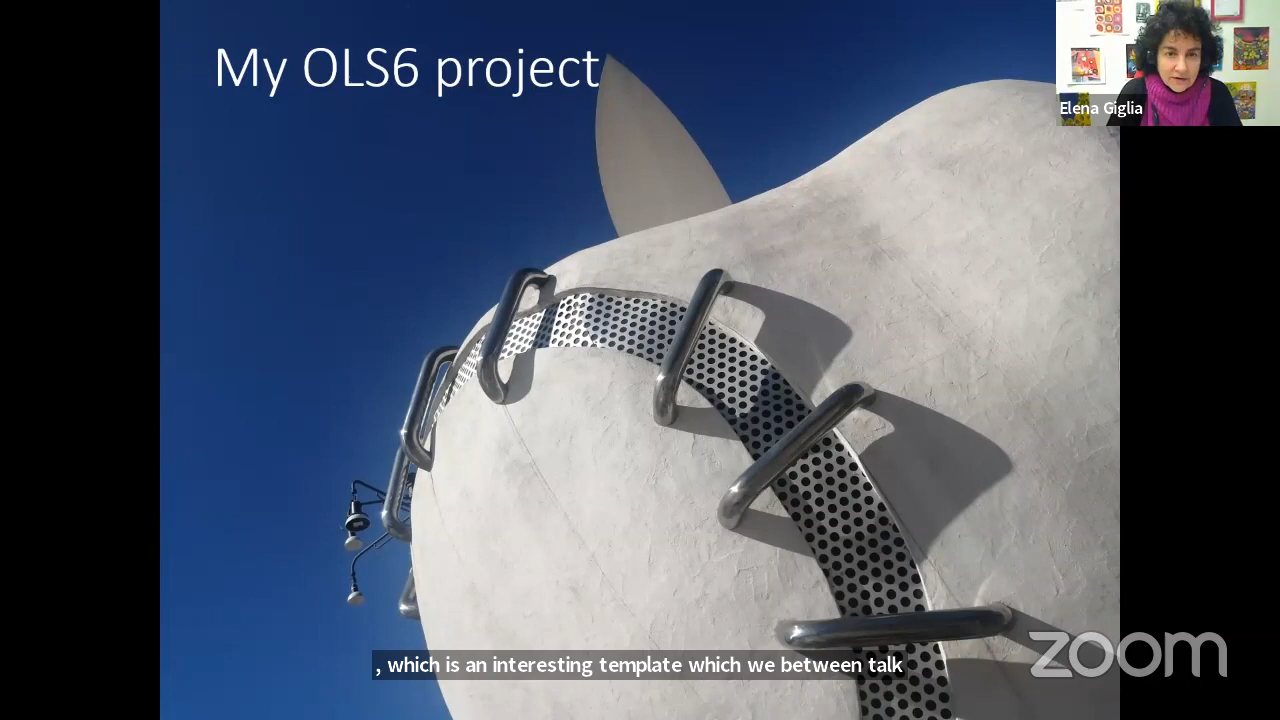 My OLS6 project
Elena Giglia
, which is an interesting template which we between talk
zoom